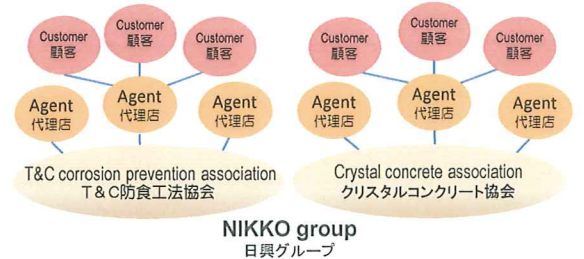 Customer
顧客
Customer
顧客
Customer
顧客
Agent
代理店
Agent
代理店
Agent
代理店
T&C corrosion prevention association
T&C防食工法協会
Customer
顧客
Customer
顧客
Customer
顧客
Agent
代理店
Agent
代理店
Agent
代理店
Crystal concrete association
クリスタルコンクリート協会
NIKKO group
日興グループ